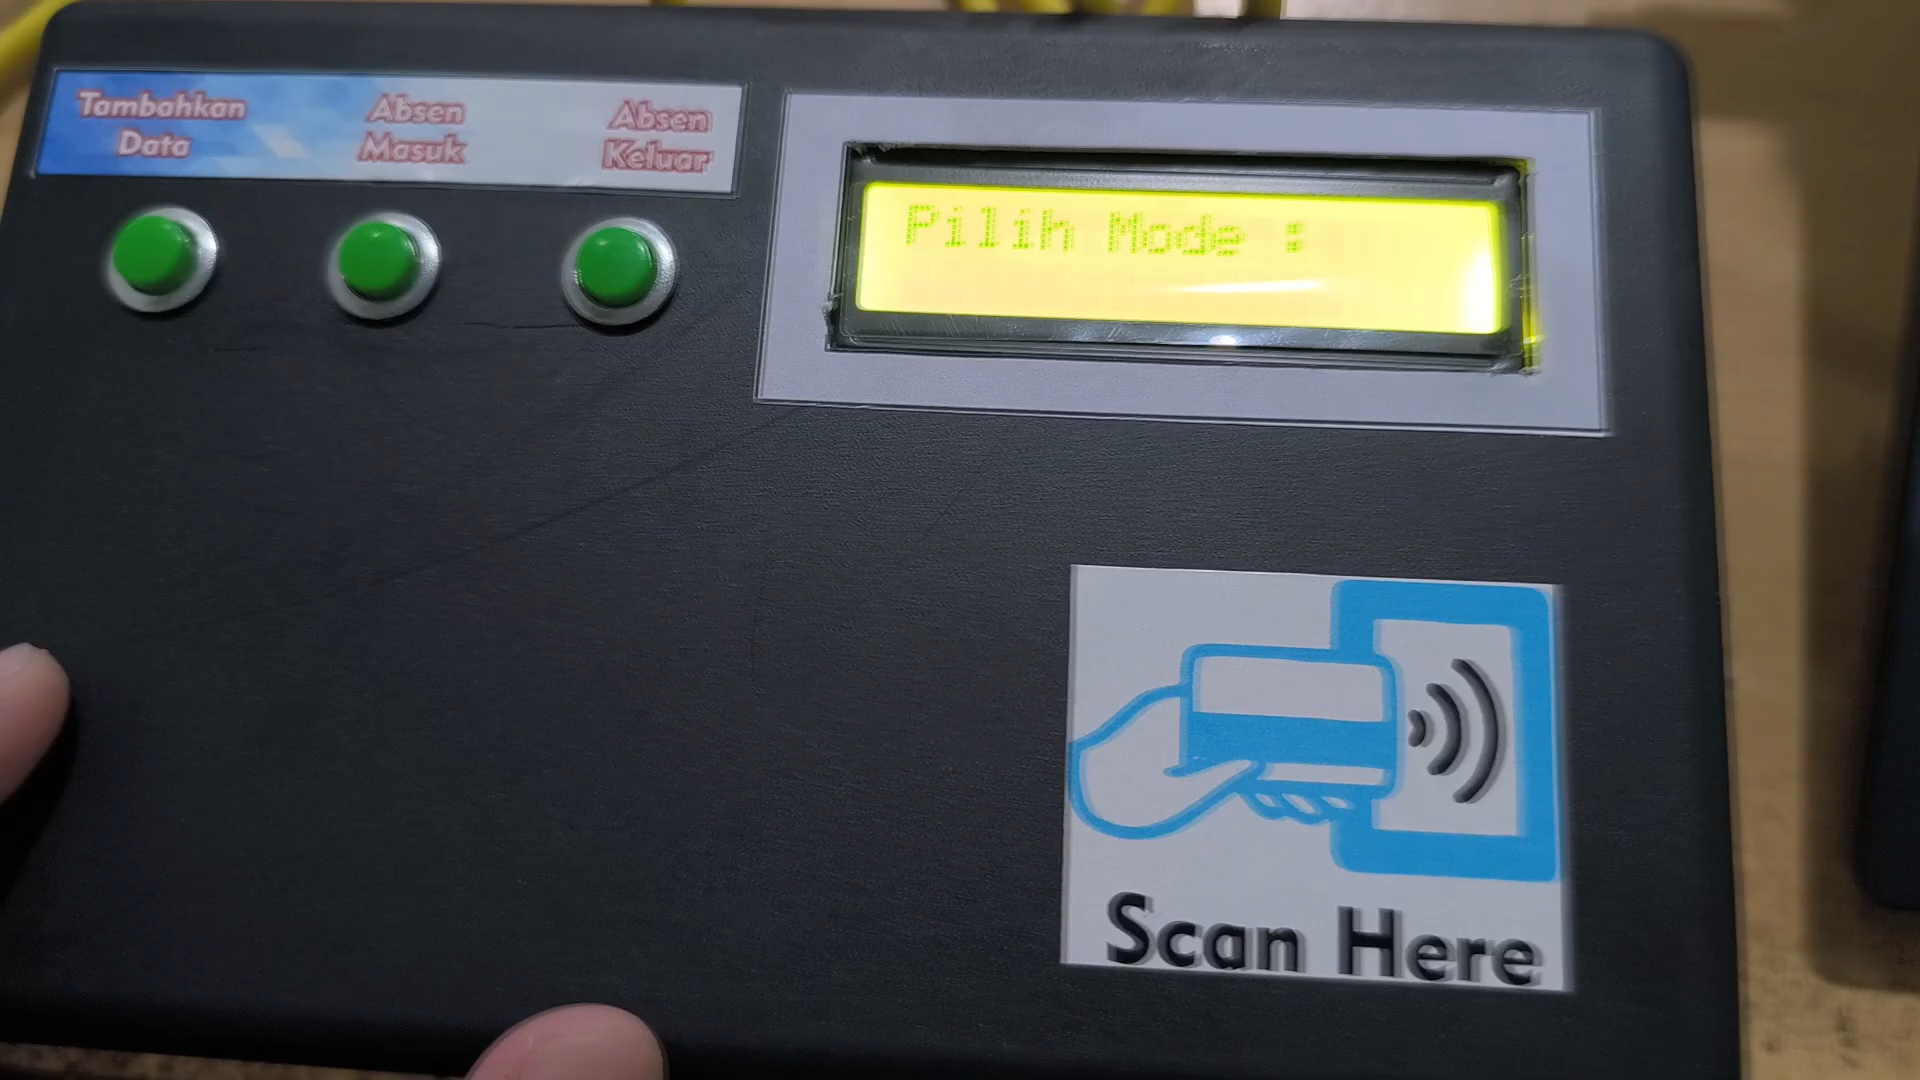 Tambahkan
Data
Absen
Masuk
Absen
Keluar
Pilih Mode :
Scan Here